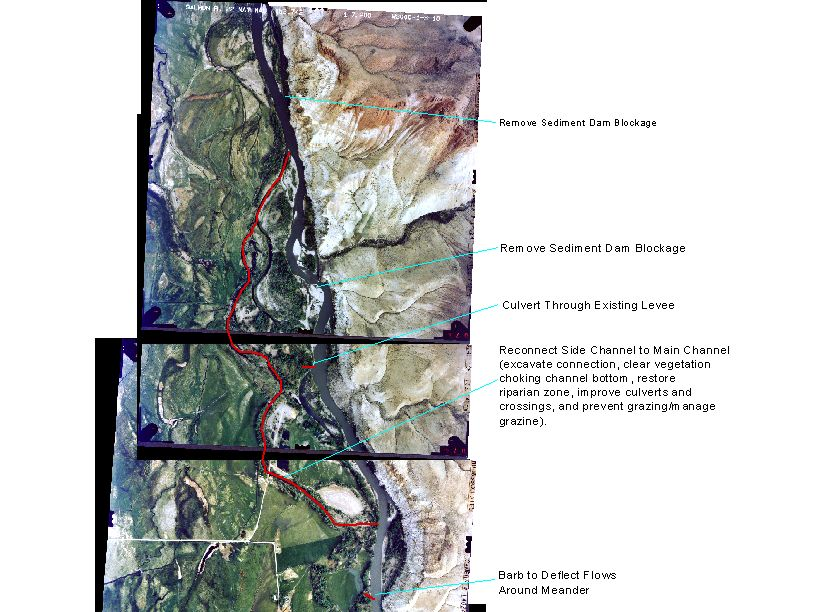 SALMON R.
Remove Sediment Dam Blockage
Remove Sediment Dam Blockage
Culvert Through Existing Levee
Reconnect Side Channel to Main Channel
(excavate connection, clear vegetation
choking channel bottom, restore
riparian zone, improve culverts and
crossings, and prevent grazing/manage
grazine).
Barb to Deflect Flows
Around Meander